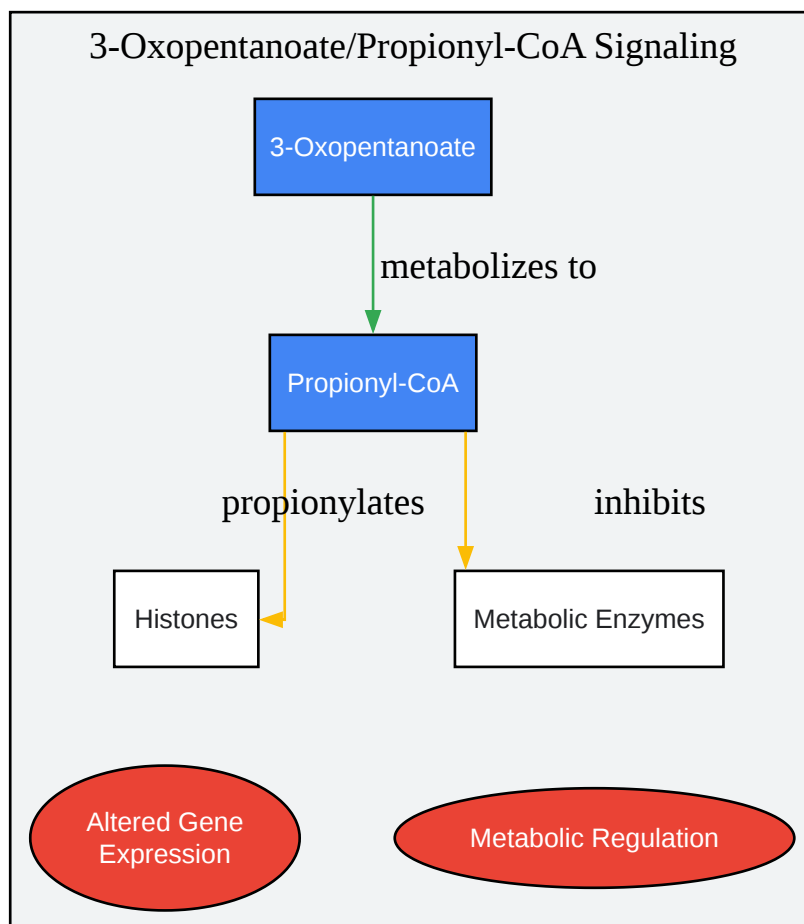 3-Oxopentanoate/Propionyl-CoA Signaling
3-Oxopentanoate
metabolizes to
Propionyl-CoA
propionylates
inhibits
Histones
Metabolic Enzymes
Altered Gene
Expression
Metabolic Regulation